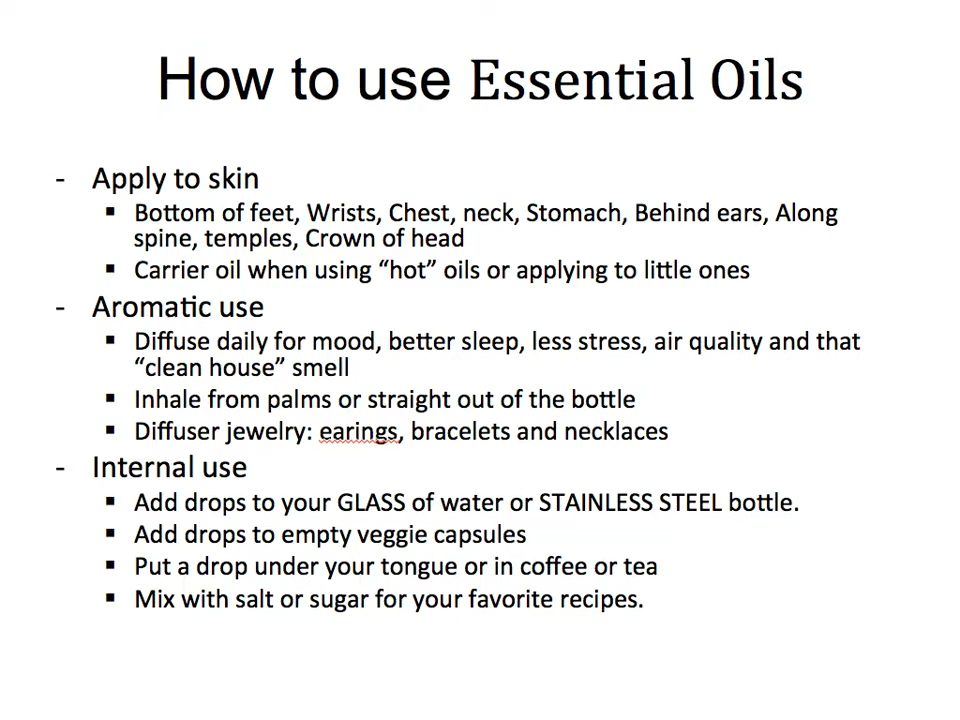 How to use Essential Oils
- Apply to skin
▪ Bottom of feet, Wrists, Chest, neck, Stomach, Behind ears, Along
spine, temples, Crown of head
▪ Carrier oil when using “hot” oils or applying to little ones
- Aromatic use
▪ Diffuse daily for mood, better sleep, less stress, air quality and that
“clean house” smell
▪ Inhale from palms or straight out of the bottle
▪ Diffuser jewelry: earings, bracelets and necklaces
- Internal use
▪ Add drops to your GLASS of water or STAINLESS STEEL bottle.
▪ Add drops to empty veggie capsules
▪ Put a drop under your tongue or in coffee or tea
▪ Mix with salt or sugar for your favorite recipes.